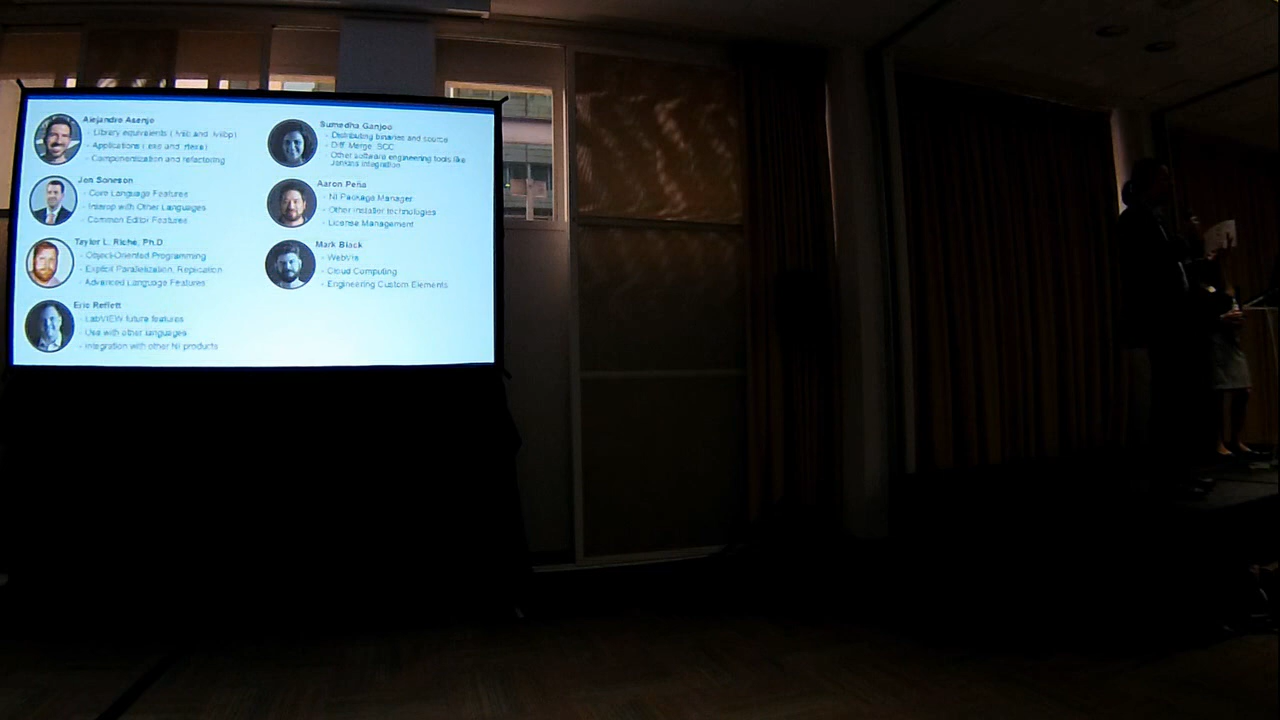 Alejandro Asenjo
- Library equivalents (.lvlib and .lvlibp)
- Applications (.exe and .rtexe)
- Componentization and refactoring
Jon Soneson
- Core Language Features
- Interop with Other Languages
- Common Editor Features
Taylor L. Riche, Ph.D.
- Object-Oriented Programming
- Explicit Parallelization, Replication
- Advanced Language Features
Eric Reffett
- LabVIEW future features
- Use with other languages
- Integration with other NI products
Sumedha Ganjoo
- Distributing binaries and source
- Diff, Merge, SCC
- Other software engineering tools like
Jenkins integration
Aaron Peña
- NI Package Manager
- Other installer technologies
- License Management
Mark Black
- WebVIs
- Cloud Computing
- Engineering Custom Elements